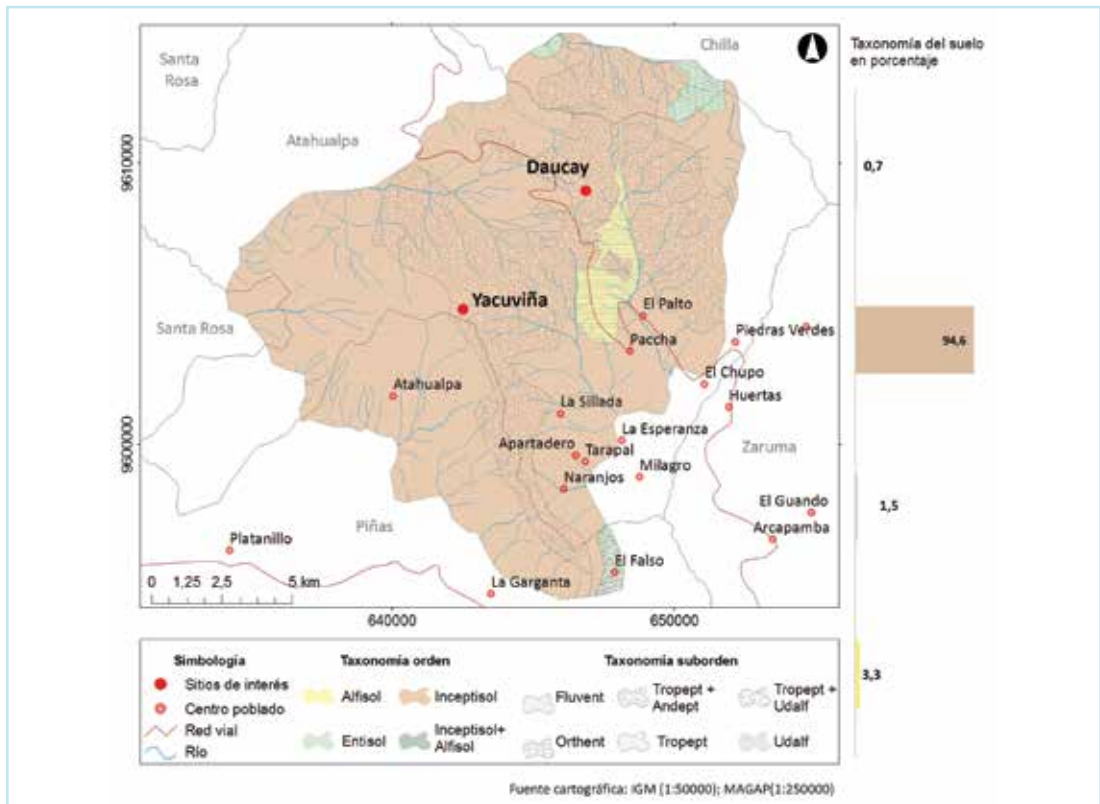 Taxonomía del suelo
en porcentaje
Chilla
Santa
Rosa
Atahualpa
9610000
Daucay
0,7
Yacuviña
El Palto
Santa Rosa
Piedras Verdes
94,6
Paccha
El Chupo
Atahualpa
Huertas
La Sillada
La Esperanza
9600000
Apartadero
Tarapal
Zaruma
Milagro
Naranjos
El Guando
1,5
Piñas
Arcapamba
Platanillo
El Falso
La Garganta
0 1,25 2,5 5 km
3,3
640000
650000
Simbología
Sitios de interés
Centro poblado
Red vial
Río
Taxonomía orden
Alfisol
Inceptisol
Entisol
Inceptisol+
Alfisol
Taxonomía suborden
Fluvent
Tropept +
Andept
Tropept +
Udalf
Orthent
Tropept
Udalf
Fuente cartográfica: IGM (1:50000); MAGAP(1:250000)